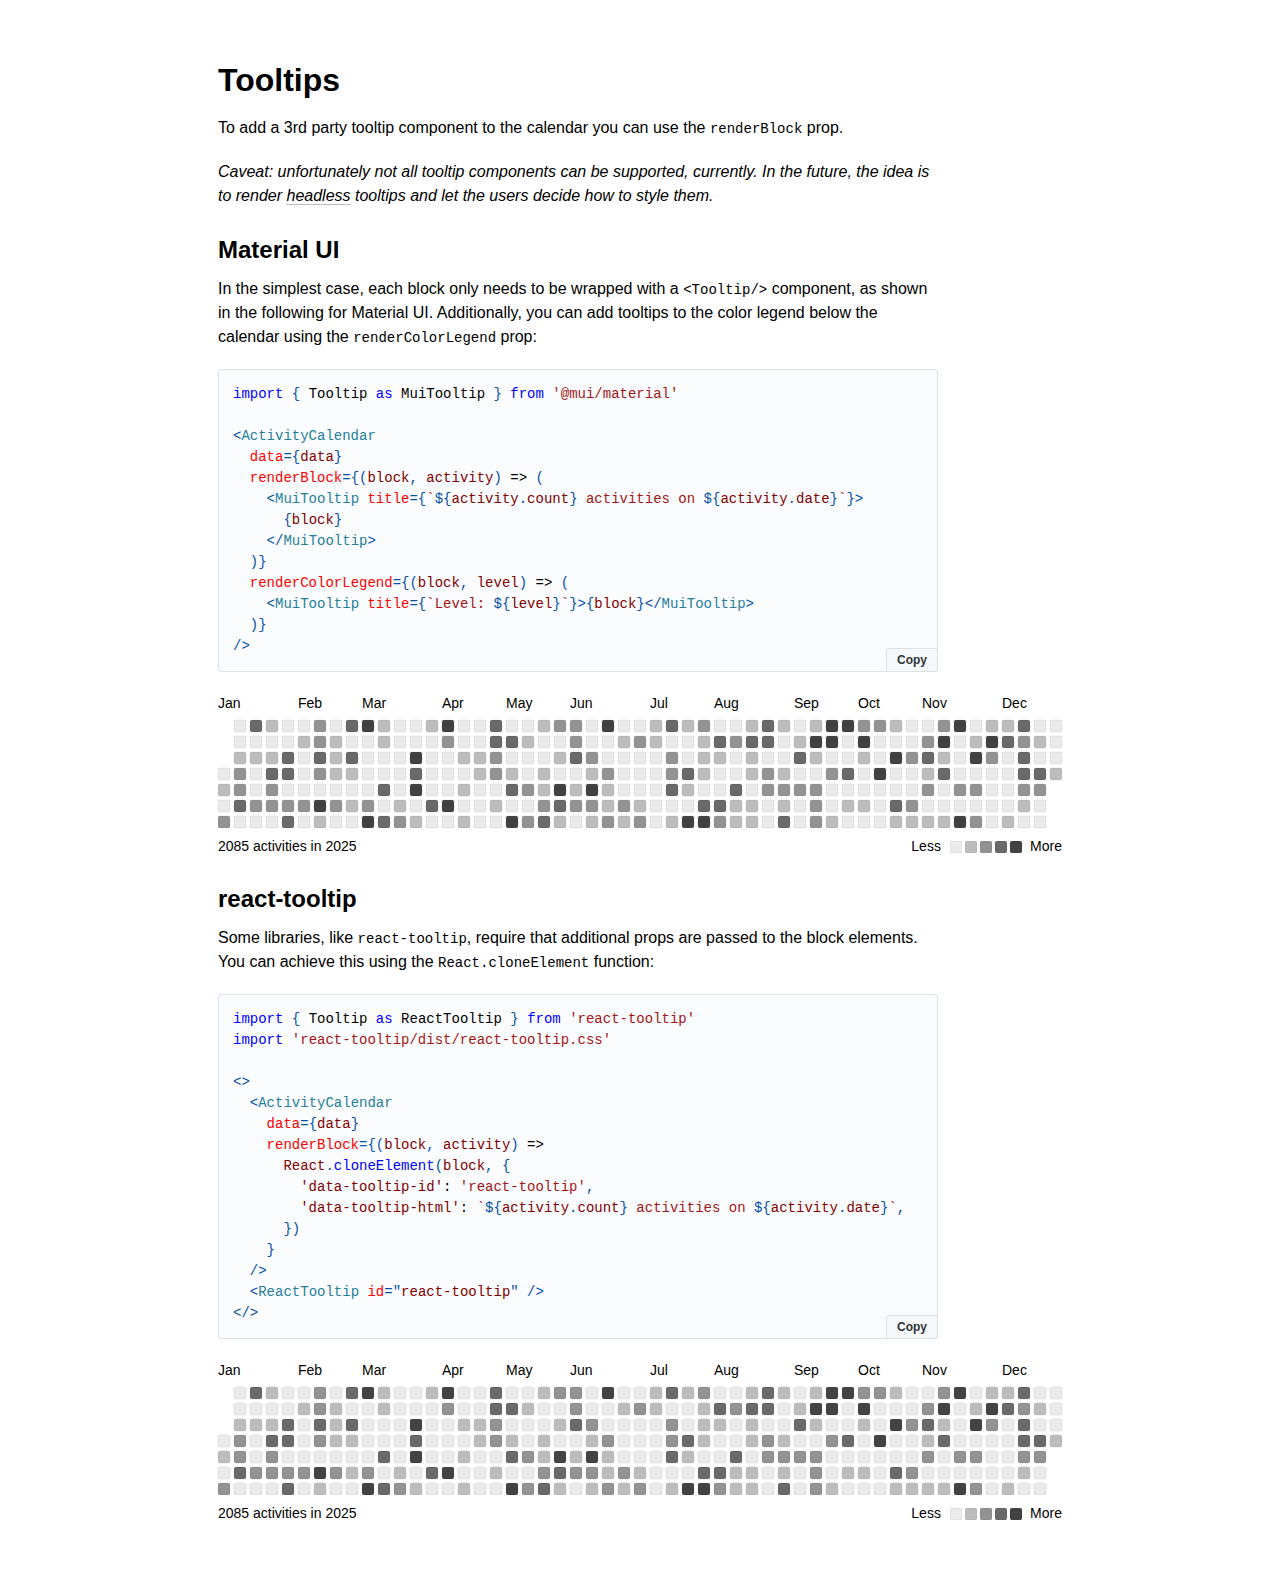 Tooltips
To add a 3rd party tooltip component to the calendar you can use the renderBlock prop.
Caveat: unfortunately not all tooltip components can be supported, currently. In the future, the idea is
to render headless tooltips and let the users decide how to style them.
Material UI
In the simplest case, each block only needs to be wrapped with a <Tooltip/> component, as shown
in the following for Material UI. Additionally, you can add tooltips to the color legend below the
calendar using the renderColorLegend prop:
import { Tooltip as MuiTooltip } from '@mui/material'
<ActivityCalendar
  data={data}
  renderBlock={(block, activity) => (
    <MuiTooltip title={`${activity.count} activities on ${activity.date}`}>
      {block}
    </MuiTooltip>
  )}
  renderColorLegend={(block, level) => (
    <MuiTooltip title={`Level: ${level}`}>{block}</MuiTooltip>
  )}
/>
Copy
Jan Feb Mar Apr May Jun Jul Aug Sep Oct Nov Dec
2085 activities in 2025 Less More
react-tooltip
Some libraries, like react-tooltip, require that additional props are passed to the block elements.
You can achieve this using the React.cloneElement function:
import { Tooltip as ReactTooltip } from 'react-tooltip'
import 'react-tooltip/dist/react-tooltip.css'
<>
  <ActivityCalendar
    data={data}
    renderBlock={(block, activity) =>
      React.cloneElement(block, {
        'data-tooltip-id': 'react-tooltip',
        'data-tooltip-html': `${activity.count} activities on ${activity.date}`,
      })
    }
  />
  <ReactTooltip id="react-tooltip" />
</>
Copy
Jan Feb Mar Apr May Jun Jul Aug Sep Oct Nov Dec
2085 activities in 2025 Less More